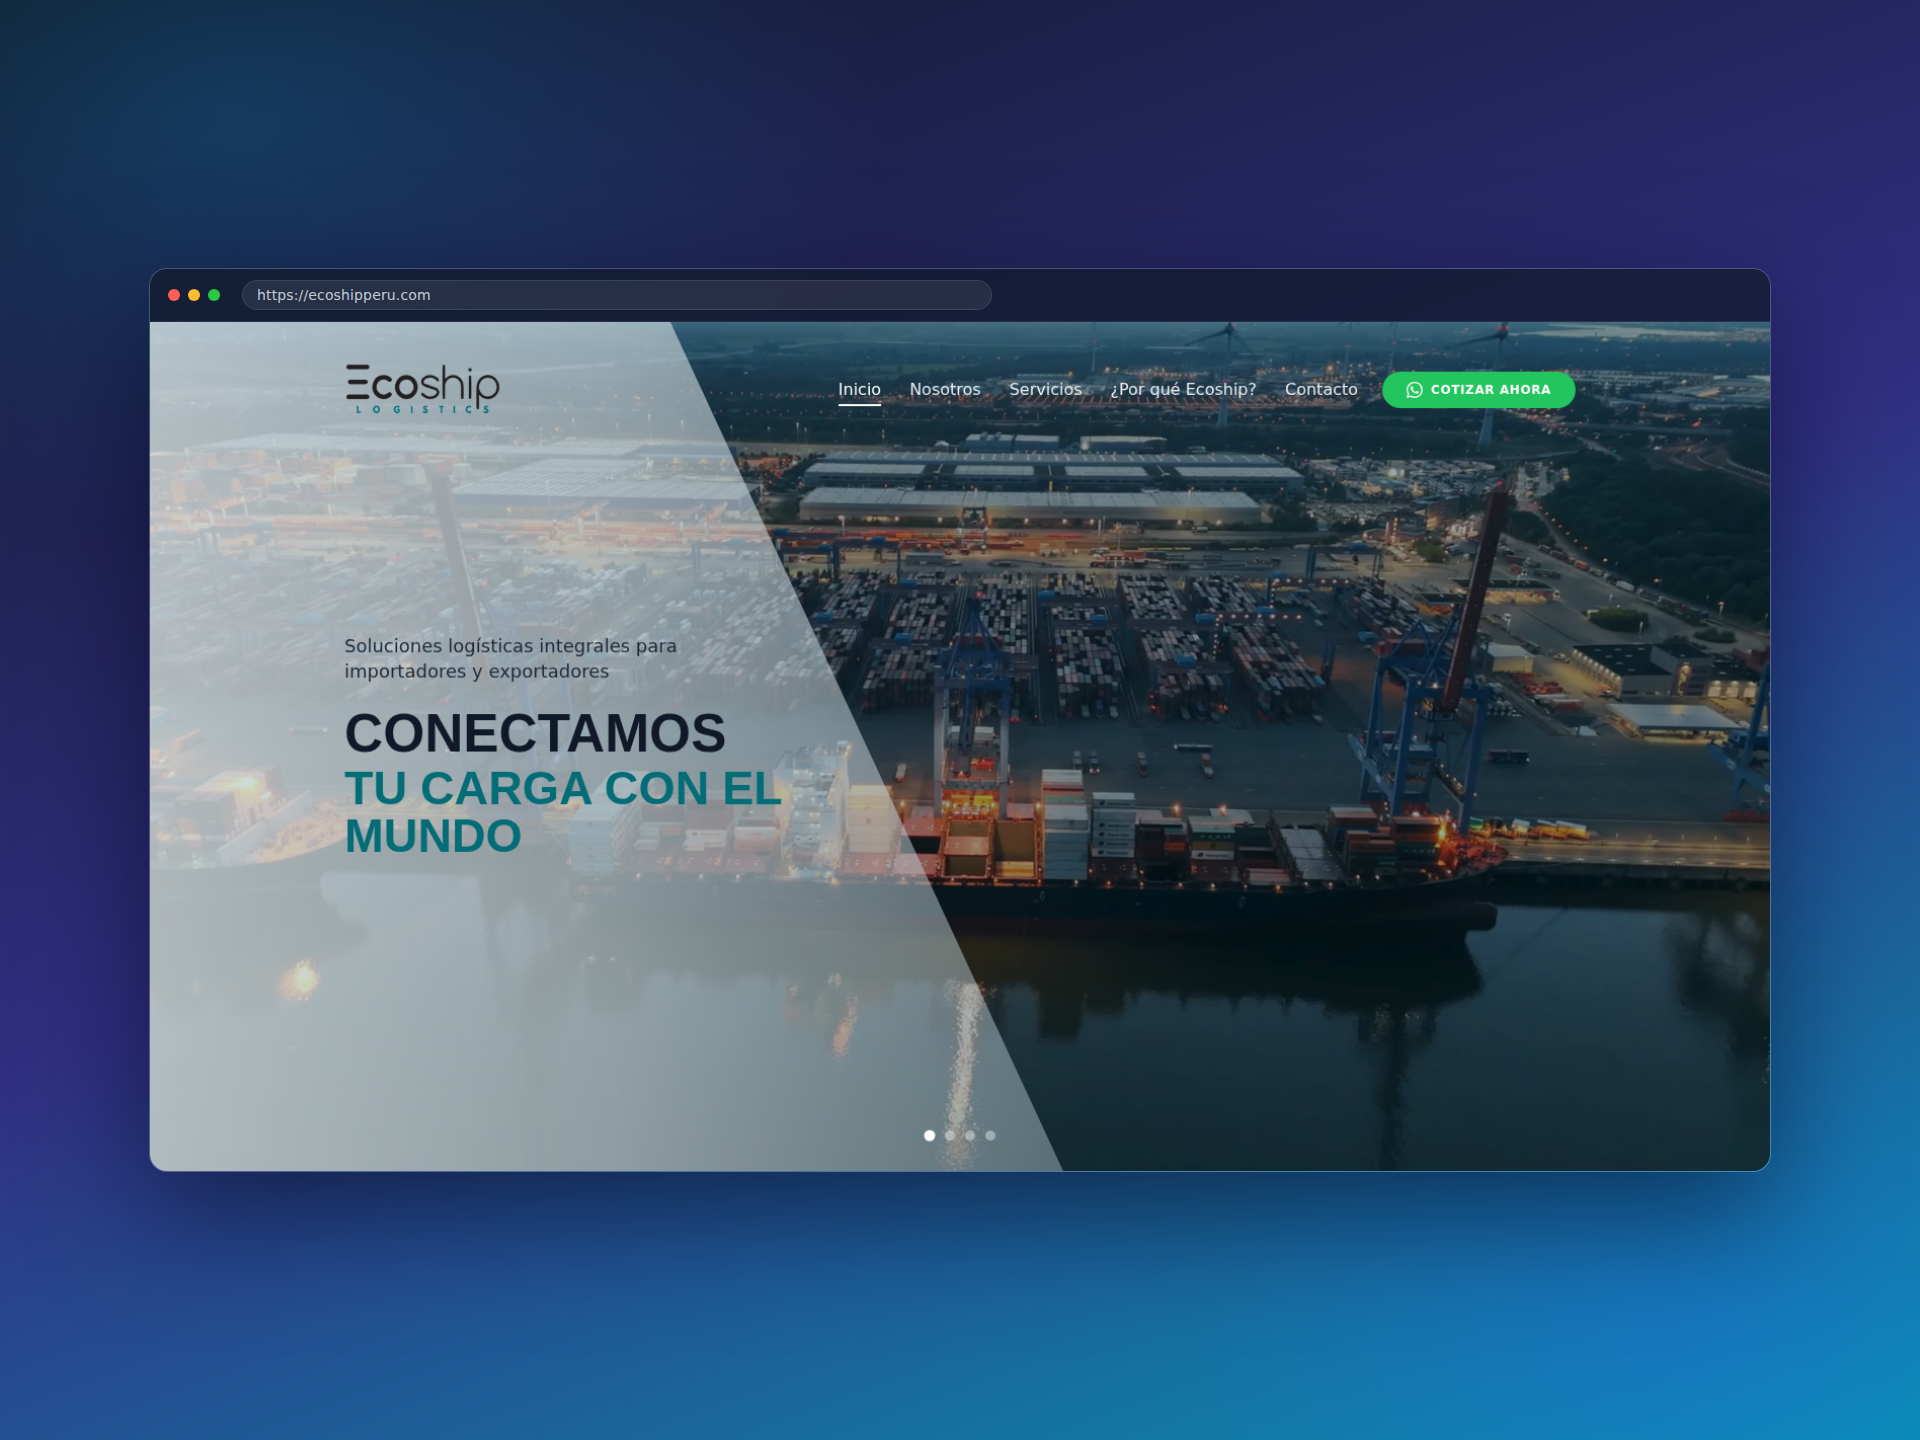 https://ecoshipperu.com
Ecoship
LOGISTICS
Inicio Nosotros Servicios ¿Por qué Ecoship? Contacto COTIZAR AHORA
Soluciones logísticas integrales para
importadores y exportadores
CONECTAMOS
TU CARGA CON EL
MUNDO